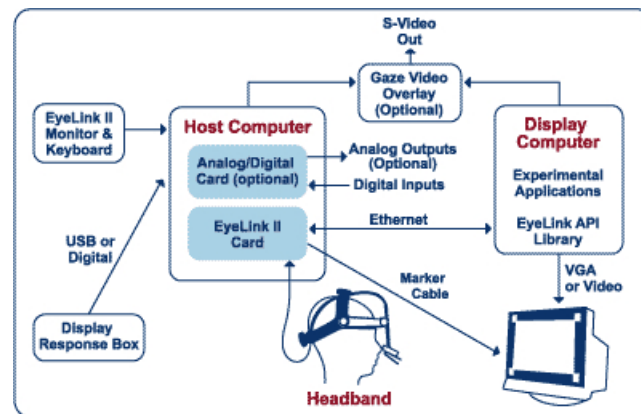 S-Video
Out
Gaze Video
Overlay
(Optional)
EyeLink II
Monitor &
Keyboard
Host Computer
Analog/Digital
Card (optional)
Analog Outputs
(Optional)
Digital Inputs
EyeLink II
Card
Ethernet
Display
Computer
Experimental
Applications
EyeLink API
Library
USB or
Digital
Marker
Cable
VGA
or Video
Display
Response Box
Headband